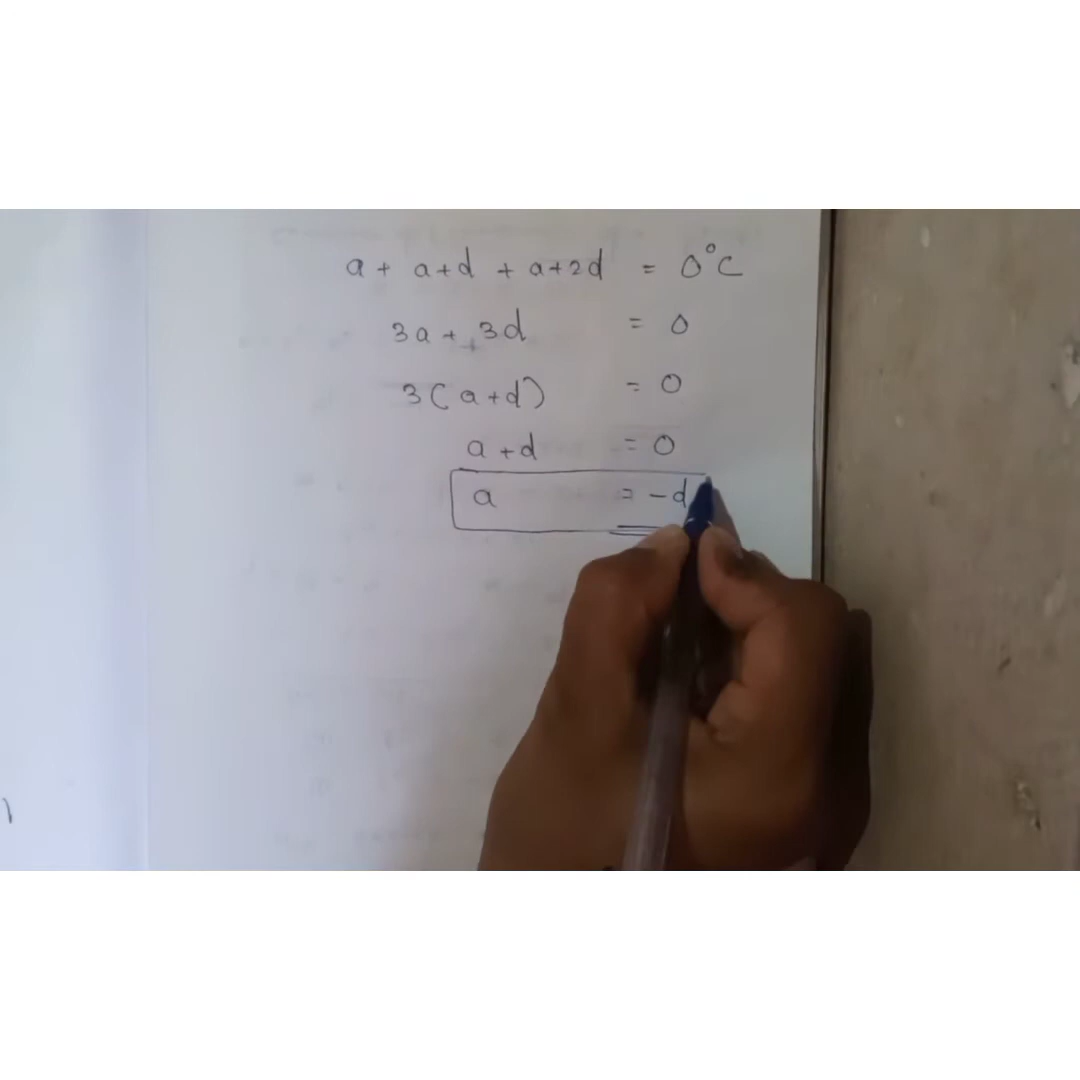 a + a+d + a+2d = 0°C
3a + 3d = 0
3(a+d) = 0
a+d = 0
a = -d